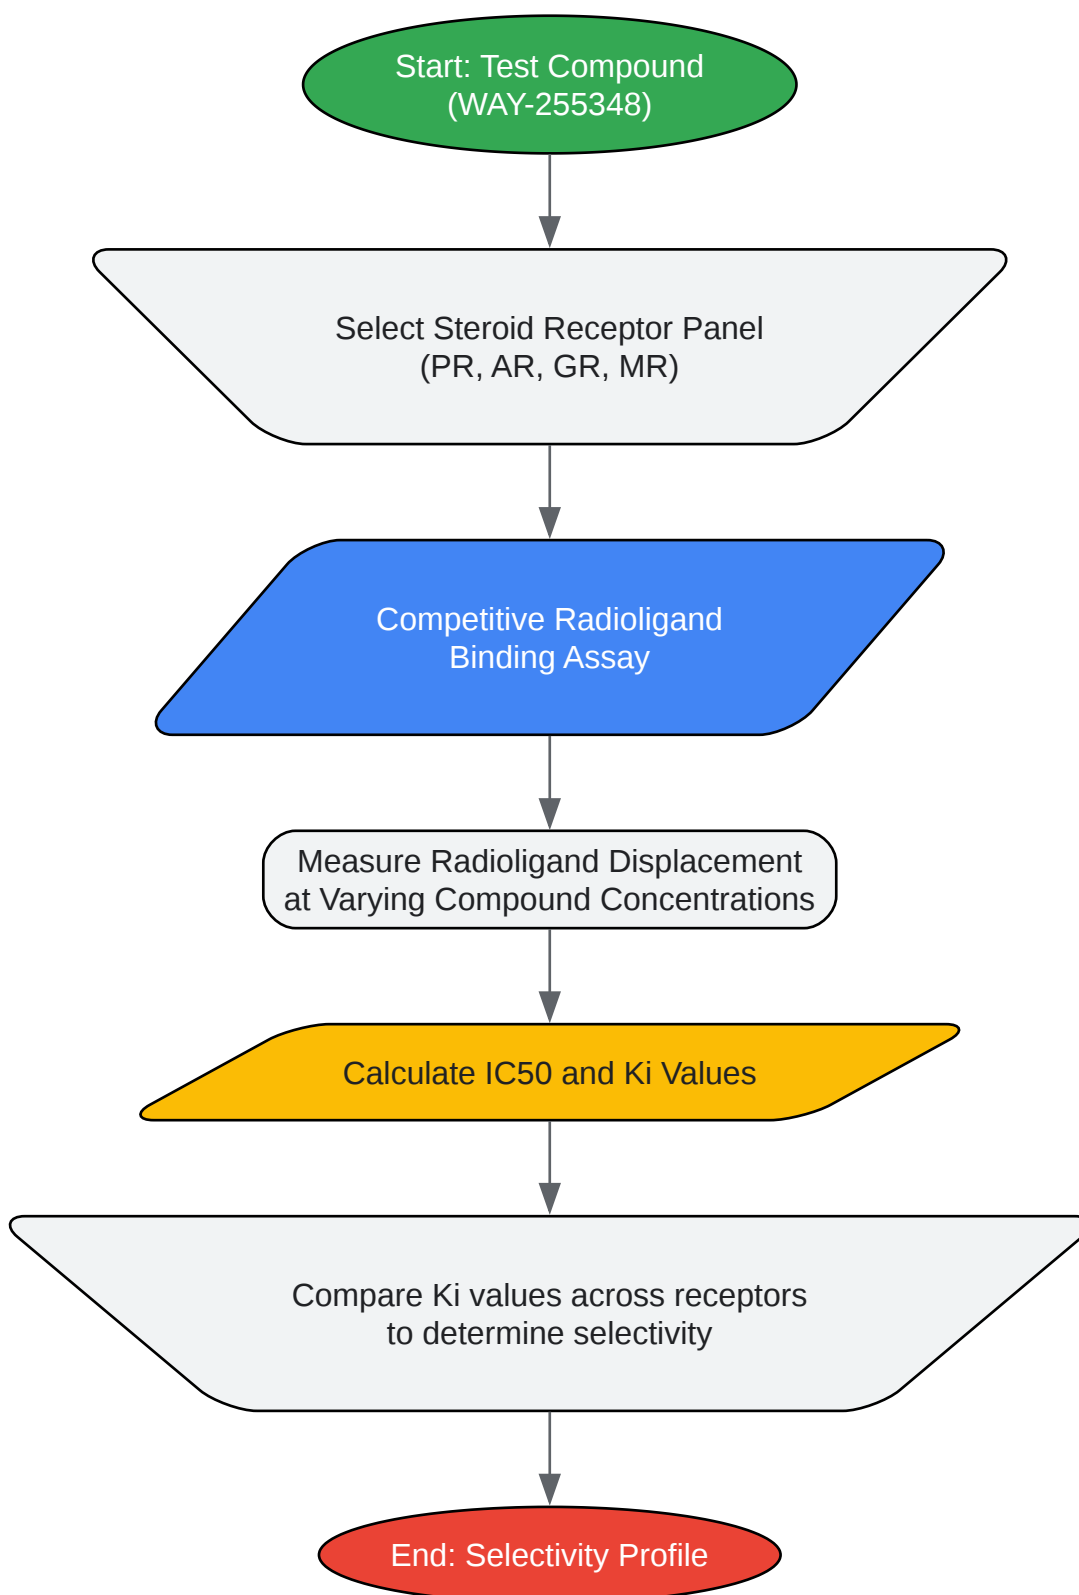 Start: Test Compound
(WAY-255348)
Select Steroid Receptor Panel
(PR, AR, GR, MR)
Competitive Radioligand
Binding Assay
Measure Radioligand Displacement
at Varying Compound Concentrations
Calculate IC50 and Ki Values
Compare Ki values across receptors
to determine selectivity
End: Selectivity Profile